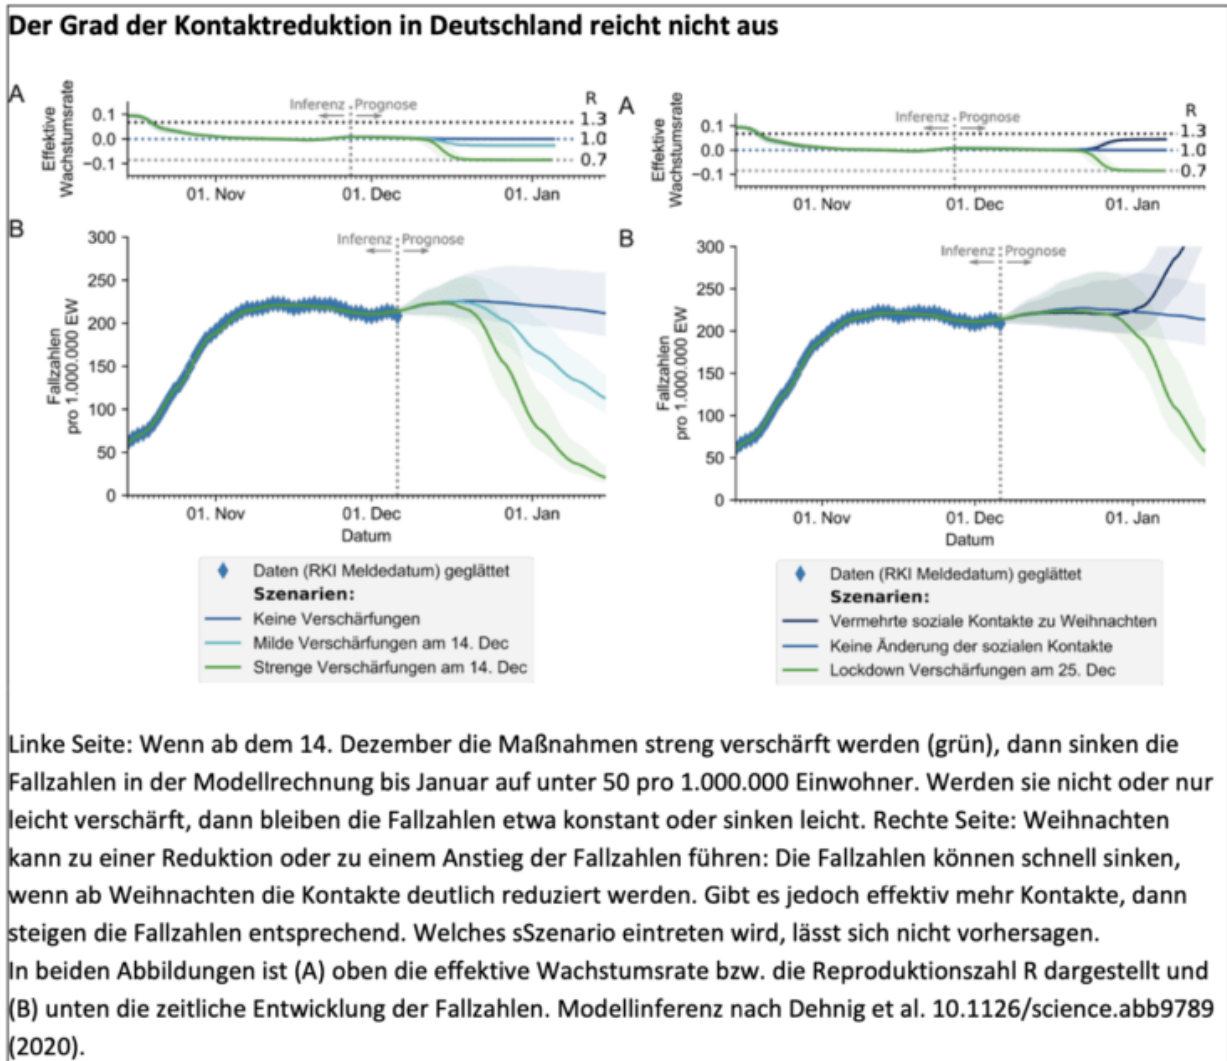 Der Grad der Kontaktreduktion in Deutschland reicht nicht aus
A
Effektive
Wachstumsrate
0.1
0.0
−0.1
Inferenz
Prognose
R
1.3
1.0
0.7
01. Nov
01. Dec
01. Jan
B
Fallzahlen
pro 1.000.000 EW
300
250
200
150
100
50
0
Inferenz
Prognose
01. Nov
01. Dec
01. Jan
Datum
Daten (RKI Meldedatum) geglättet
Szenarien:
Keine Verschärfungen
Milde Verschärfungen am 14. Dec
Strenge Verschärfungen am 14. Dec
A
Effektive
Wachstumsrate
0.1
0.0
−0.1
Inferenz
Prognose
R
1.3
1.0
0.7
01. Nov
01. Dec
01. Jan
B
Fallzahlen
pro 1.000.000 EW
300
250
200
150
100
50
0
Inferenz
Prognose
01. Nov
01. Dec
01. Jan
Datum
Daten (RKI Meldedatum) geglättet
Szenarien:
Vermehrte soziale Kontakte zu Weihnachten
Keine Änderung der sozialen Kontakte
Lockdown Verschärfungen am 25. Dec
Linke Seite: Wenn ab dem 14. Dezember die Maßnahmen streng verschärft werden (grün), dann sinken die
Fallzahlen in der Modellrechnung bis Januar auf unter 50 pro 1.000.000 Einwohner. Werden sie nicht oder nur
leicht verschärft, dann bleiben die Fallzahlen etwa konstant oder sinken leicht. Rechte Seite: Weihnachten
kann zu einer Reduktion oder zu einem Anstieg der Fallzahlen führen: Die Fallzahlen können schnell sinken,
wenn ab Weihnachten die Kontakte deutlich reduziert werden. Gibt es jedoch effektiv mehr Kontakte, dann
steigen die Fallzahlen entsprechend. Welches sSzenario eintreten wird, lässt sich nicht vorhersagen.
In beiden Abbildungen ist (A) oben die effektive Wachstumsrate bzw. die Reproduktionszahl R dargestellt und
(B) unten die zeitliche Entwicklung der Fallzahlen. Modellinferenz nach Dehnig et al. 10.1126/science.abb9789
(2020).